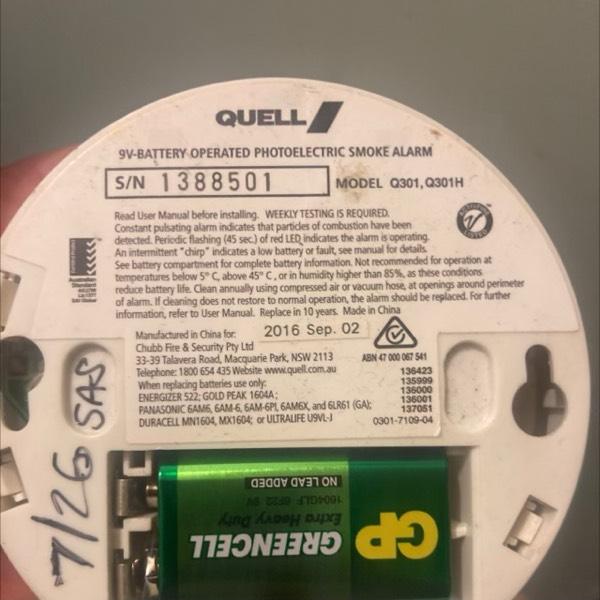 QUELL
9V-BATTERY OPERATED PHOTOELECTRIC SMOKE ALARM
S/N 1388501 MODEL Q301, Q301H
Read User Manual before installing. WEEKLY TESTING IS REQUIRED.
Constant pulsating alarm indicates that particles of combustion have been
detected. Periodic flashing (45 sec.) of red LED indicates the alarm is operating.
An intermittent "chirp" indicates a low battery or fault, see manual for details.
See battery compartment for complete battery information. Not recommended for operation at
temperatures below 5° C, above 45° C, or in humidity higher than 85%, as these conditions
reduce battery life. Clean annually using compressed air or vacuum hose, at openings around perimeter
of alarm. If cleaning does not restore to normal operation, the alarm should be replaced. For further
information, refer to User Manual. Replace in 10 years. Made in China
Australian
Standard
Manufactured in China for: 2016 Sep. 02
Chubb Fire & Security Pty Ltd
33-39 Talavera Road, Macquarie Park, NSW 2113 ABN 47 000 067 541
Telephone: 1800 654 435 Website www.quell.com.au
When replacing batteries use only:
ENERGIZER 522; GOLD PEAK 1604A;
PANASONIC 6AM6, 6AM-6, 6AM-6PI, 6AM6X, and 6LR61 (GA);
DURACELL MN1604, MX1604; or ULTRALIFE U9VL-J
136423
135999
136000
136001
137051
0301-7109-04
7/26 SAS
GP
GREENCELL
Extra Heavy Duty
1604GLF 6F22 9V
NO LEAD ADDED